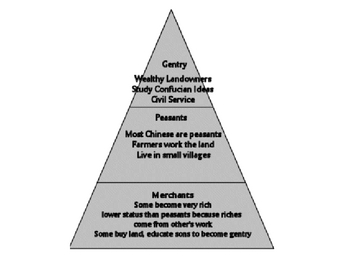 Gentry
Wealthy Landowners
Study Confucian Ideas
Civil Service
Peasants
Most Chinese are peasants
Farmers work the land
Live in small villages
Merchants
Some become very rich
lower status than peasants because riches
come from other's work
Some buy land, educate sons to become gentry